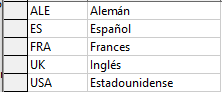 ALE Alemán
ES Español
FRA Frances
UK Inglés
USA Estadounidense